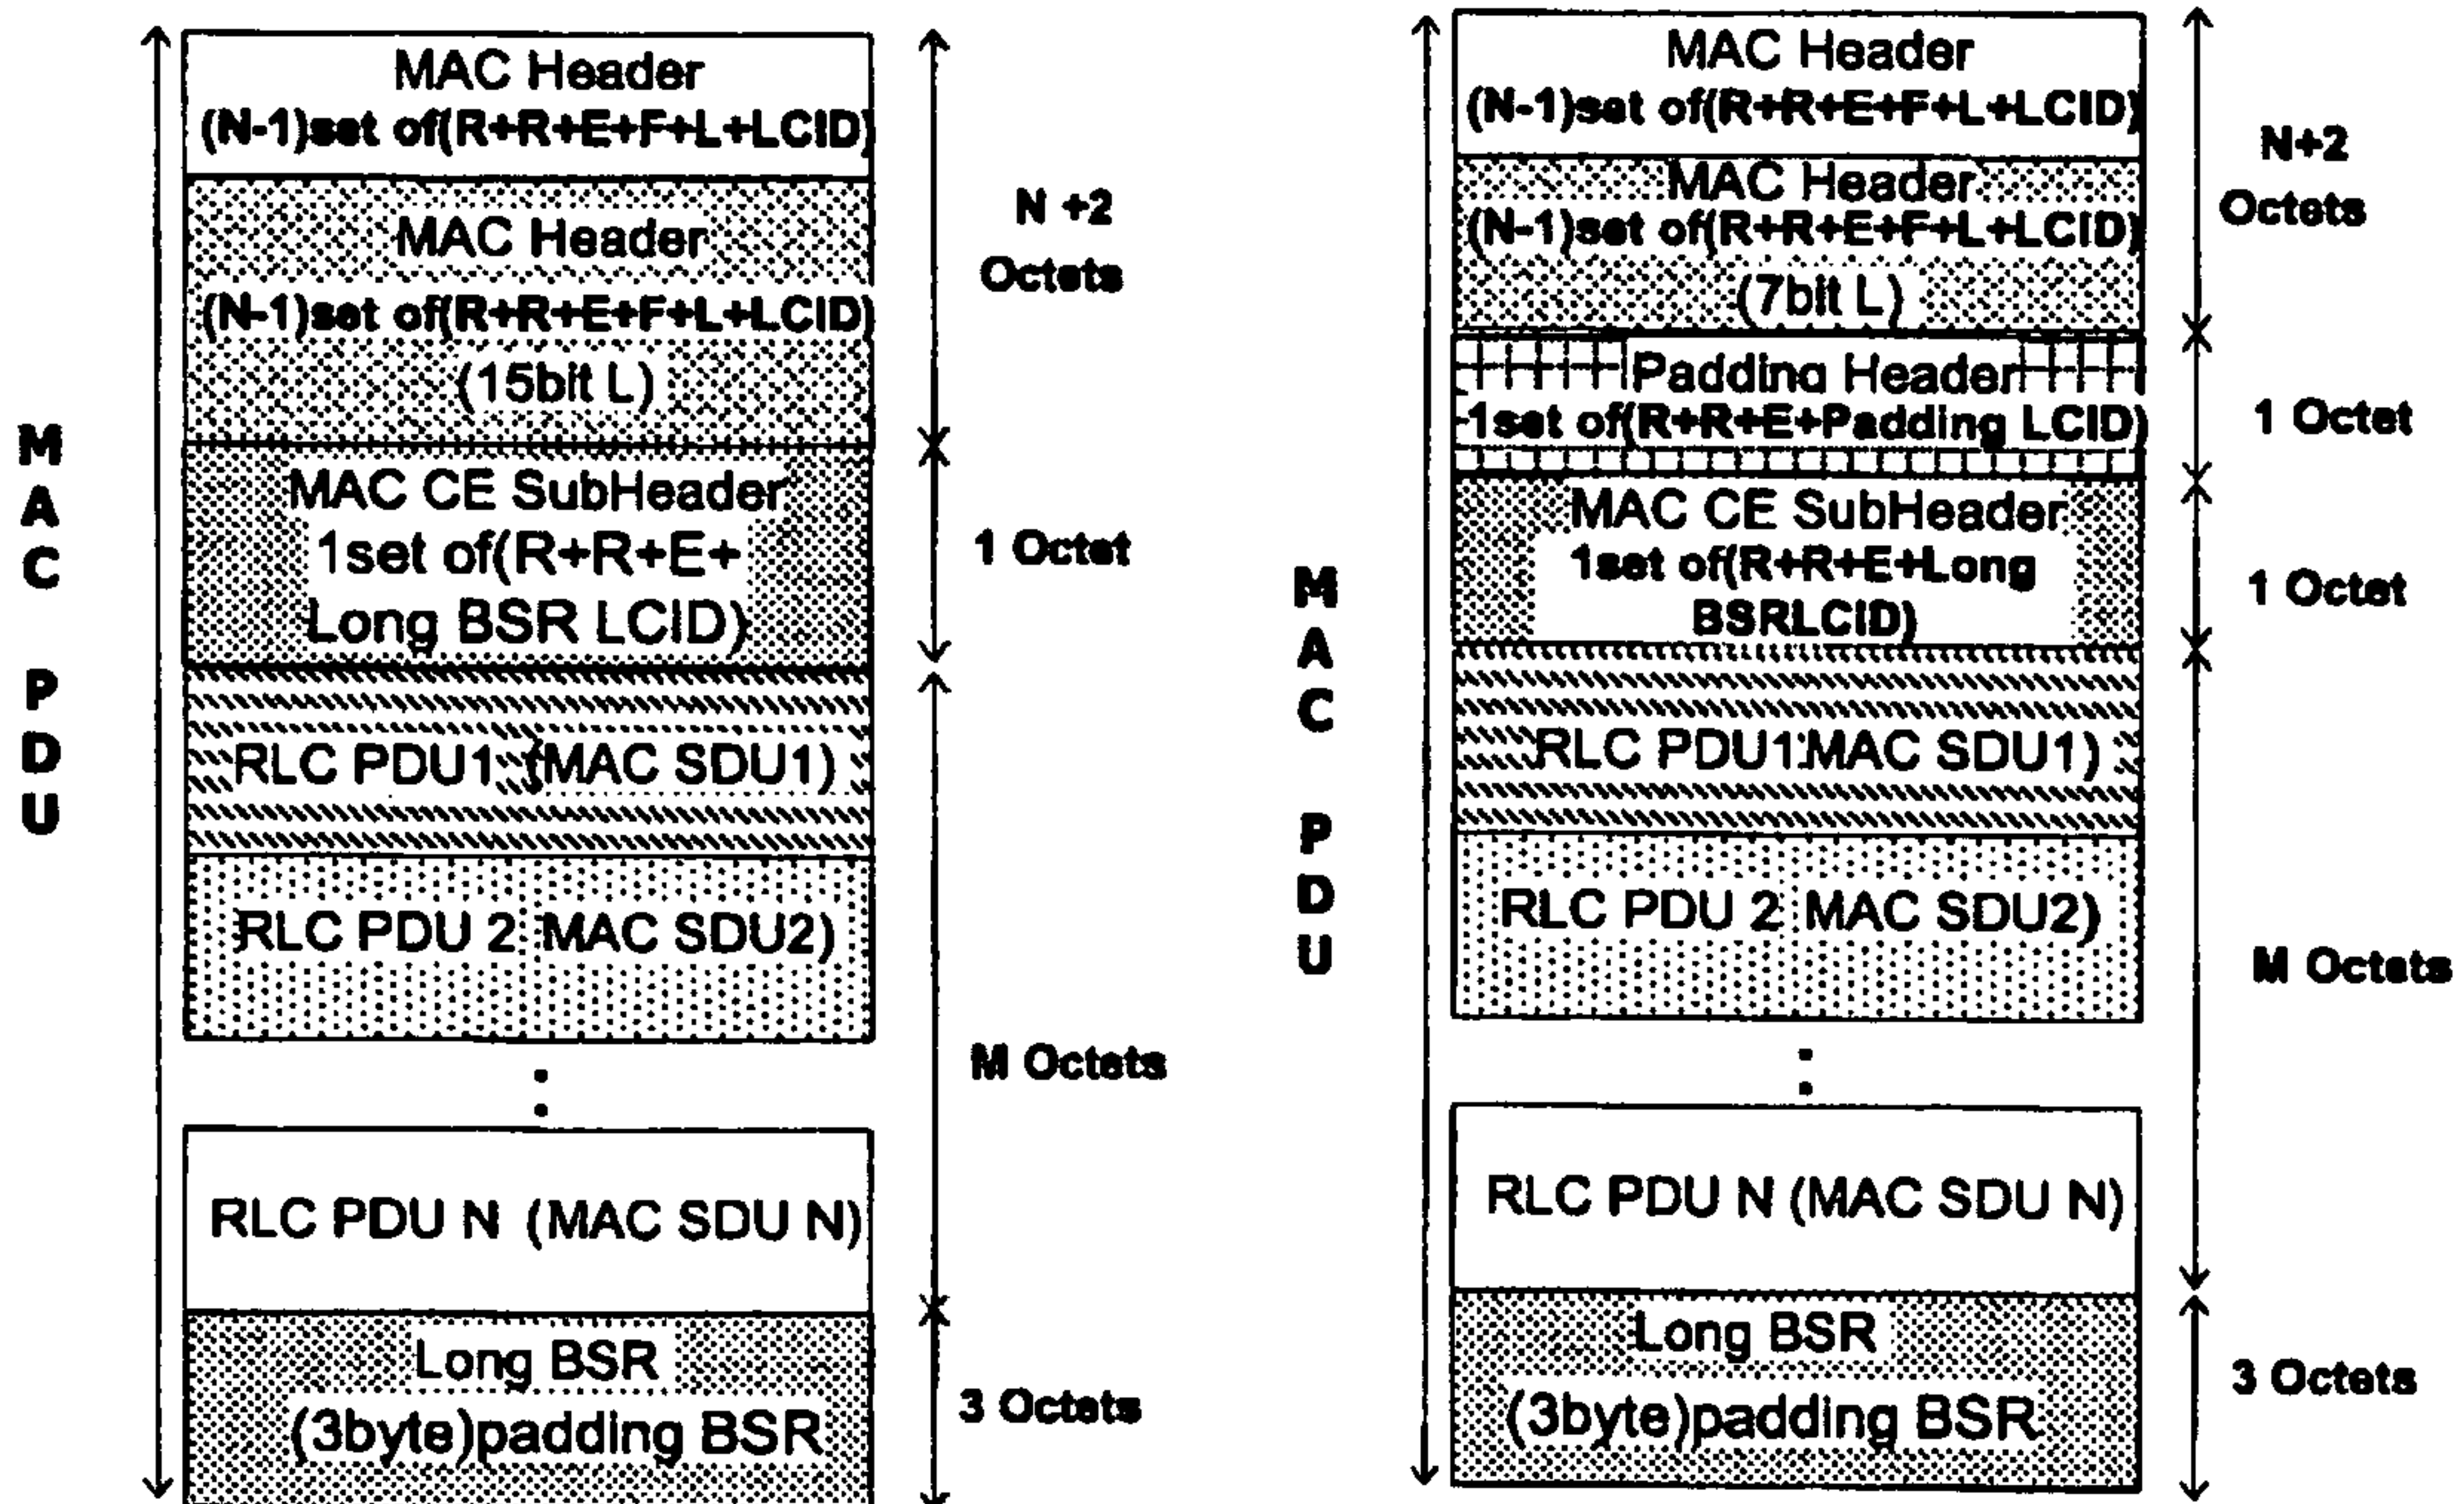 MAC PDU
MAC Header
(N-1)set of(R+R+E+F+L+LCID)
MAC Header
(N-1)set of(R+R+E+F+L+LCID)
(15bit L)
MAC CE SubHeader
1set of(R+R+E+
Long BSR LCID)
RLC PDU1 (MAC SDU1)
RLC PDU 2 MAC SDU2)
:
RLC PDU N (MAC SDU N)
Long BSR
(3byte)padding BSR
N +2
Octets
1 Octet
M Octets
3 Octets
MAC PDU
MAC Header
(N-1)set of(R+R+E+F+L+LCID)
MAC Header
(N-1)set of(R+R+E+F+L+LCID)
(7bit L)
Padding Header
1set of(R+R+E+Padding LCID)
MAC CE SubHeader
1set of(R+R+E+Long
BSRLCID)
RLC PDU1:MAC SDU1)
RLC PDU 2 MAC SDU2)
:
RLC PDU N (MAC SDU N)
Long BSR
(3byte)padding BSR
N+2
Octets
1 Octet
1 Octet
M Octets
3 Octets